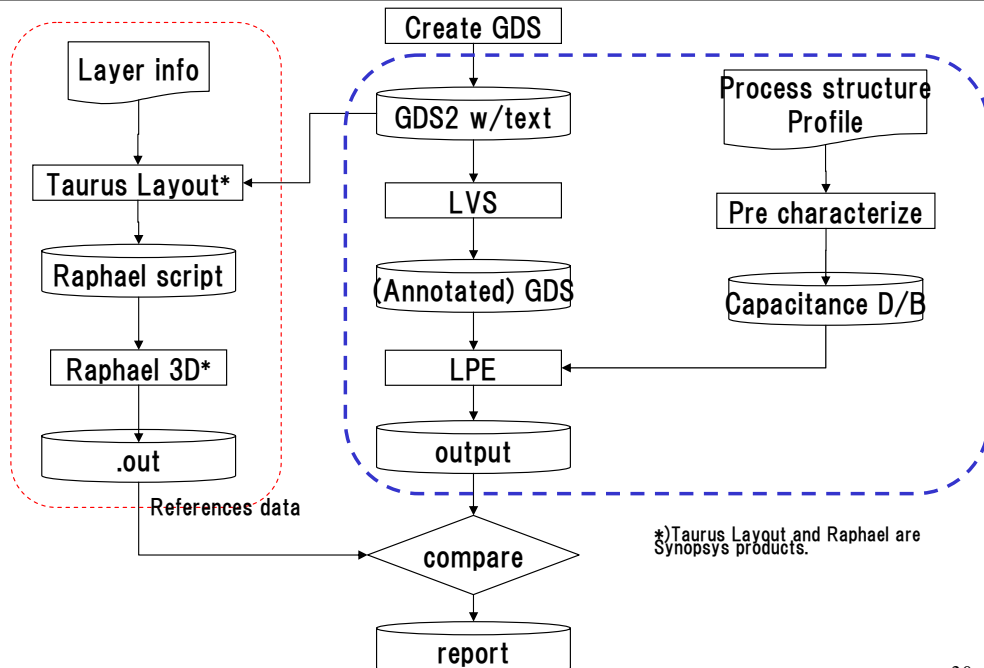 Create GDS
Layer info
GDS2 w/text
Process structure
Profile
Taurus Layout*
LVS
Pre characterize
Raphael script
(Annotated) GDS
Capacitance D/B
Raphael 3D*
LPE
.out
output
References data
*)Taurus Layout and Raphael are
Synopsys products.
compare
report